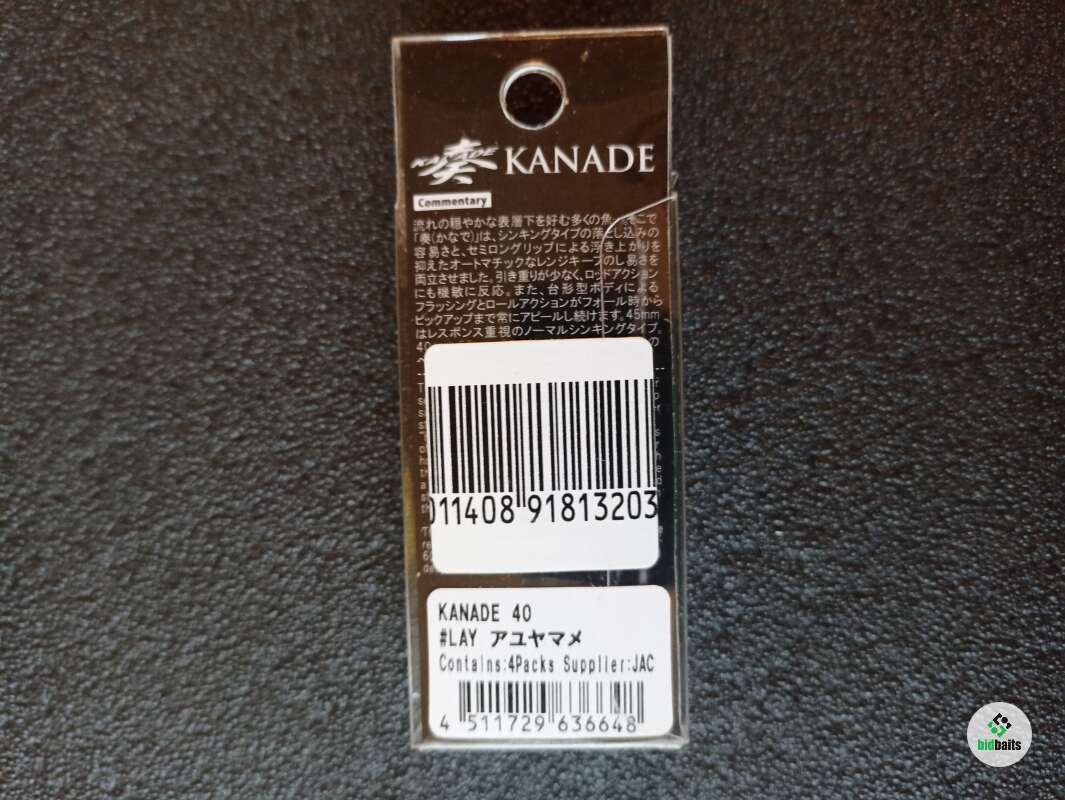 KANADE 奏 KANADE
Commentary
流れの穏やかな表層下を好む多くの魚。そこで
「奏(かなで)」は、シンキングタイプの落とし込みの
容易さと、セミロングリップによる浮き上がりを
抑えたオートマチックなレンジキープのし易さを
両立させました。引き重りが少なく、ロッドアクション
にも機敏に反応。また、台形型ボディによる
フラッシングとロールアクションがフォール時から
ピックアップまで常にアピールし続けます。45mm
はレスポンス重視のノーマルシンキングタイプ。
40
011408 91813203
KANADE 40
#LAY アユヤマメ
Contains:4Packs Supplier:JAC
4 511729 636648
bidbaits